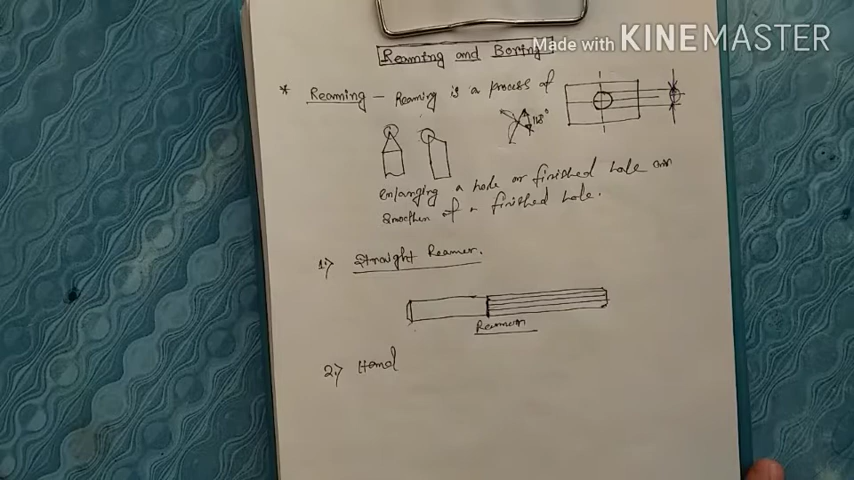 Made with KINEMASTER
Reaming and Boring
* Reaming - Reaming is a process of
118°
enlarging a hole or finished hole an
Smoothen of a finished hole.
1.> Straight Reamer.
Reamer
2.> Hand